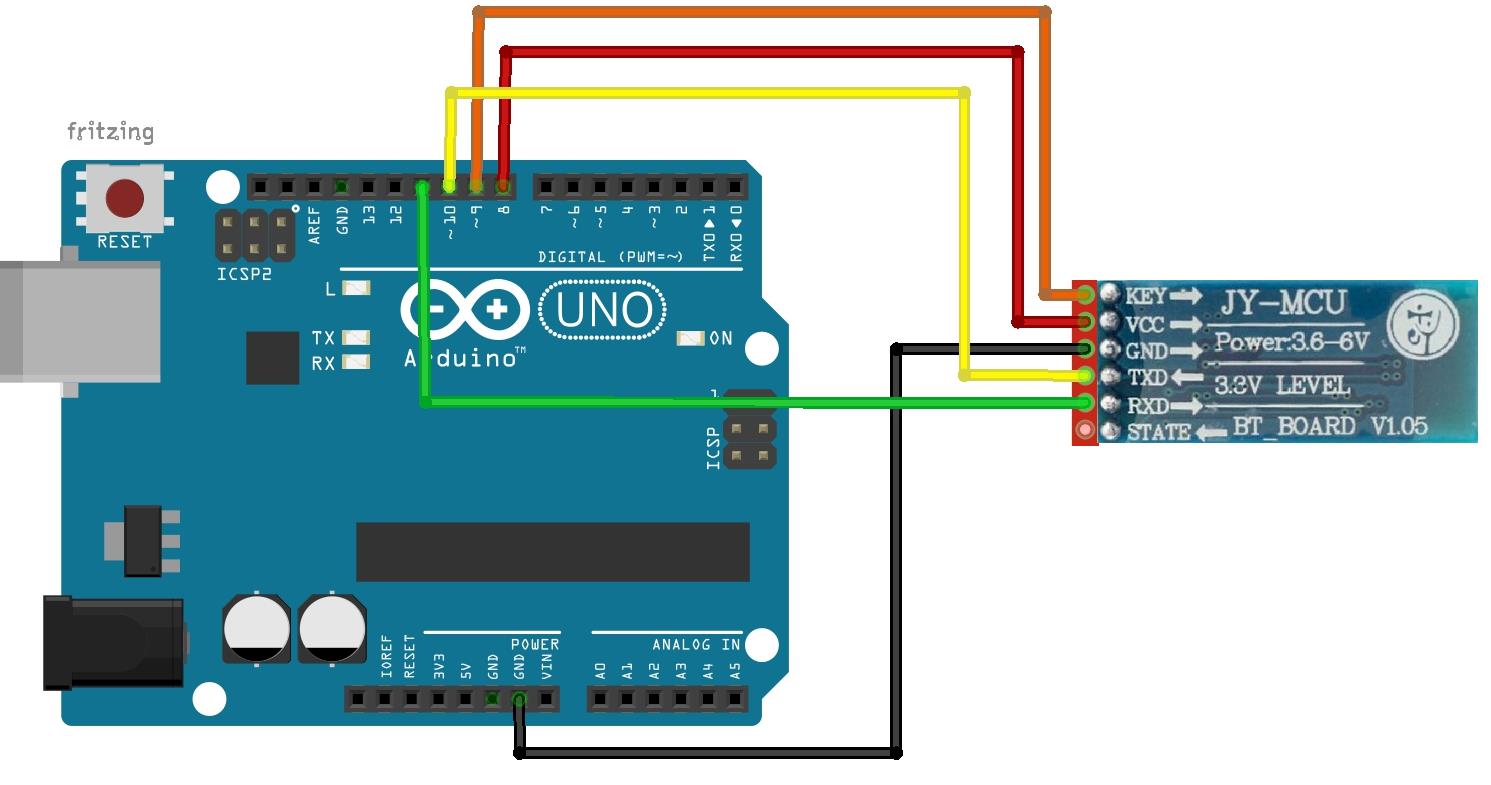 fritzing
RESET
ICSP2
AREF
GND
13
12
~10
~9
8
7
~6
~5
4
~3
2
TX0▶1
RX0◀0
DIGITAL (PWM=~)
L
TX
RX
UNO
Arduino™
ON
1
ICSP
KEY
VCC
GND
TXD
RXD
STATE
JY-MCU
Power:3.6-6V
3.3V LEVEL
BT_BOARD V1.05
POWER
ANALOG IN
IOREF
RESET
3V3
5V
GND
GND
VIN
A0
A1
A2
A3
A4
A5